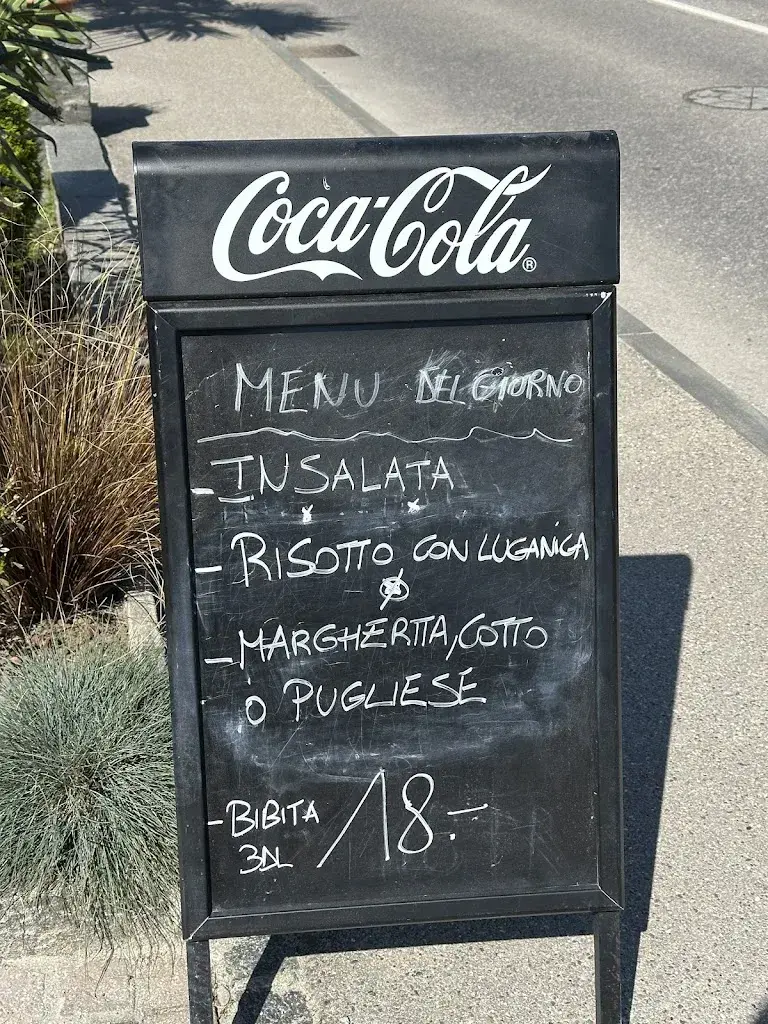 Coca-Cola®
MENU DEL GIORNO
- INSALATA
- RISOTTO CON LUGANIGA
- MARGHERITA, COTTO
O PUGLIESE
- BIBITA 18.-
3DL